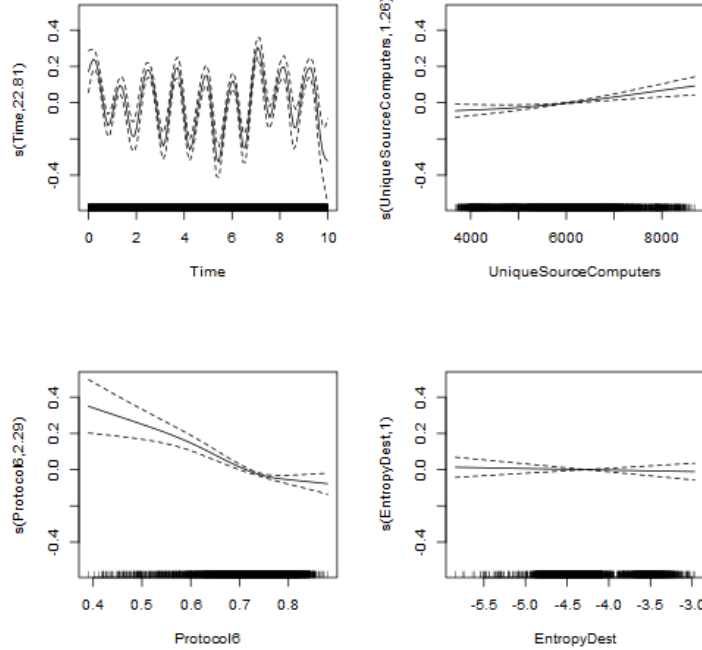 s(Time,22.81)
0.4
0.2
0.0
-0.4
0 2 4 6 8 10
Time
s(UniqueSourceComputers,1.26)
0.4
0.2
0.0
-0.4
4000 6000 8000
UniqueSourceComputers
s(Protocol6,2.29)
0.4
0.2
0.0
-0.4
0.4 0.5 0.6 0.7 0.8
Protocol6
s(EntropyDest,1)
0.4
0.2
0.0
-0.4
-5.5 -5.0 -4.5 -4.0 -3.5 -3.0
EntropyDest